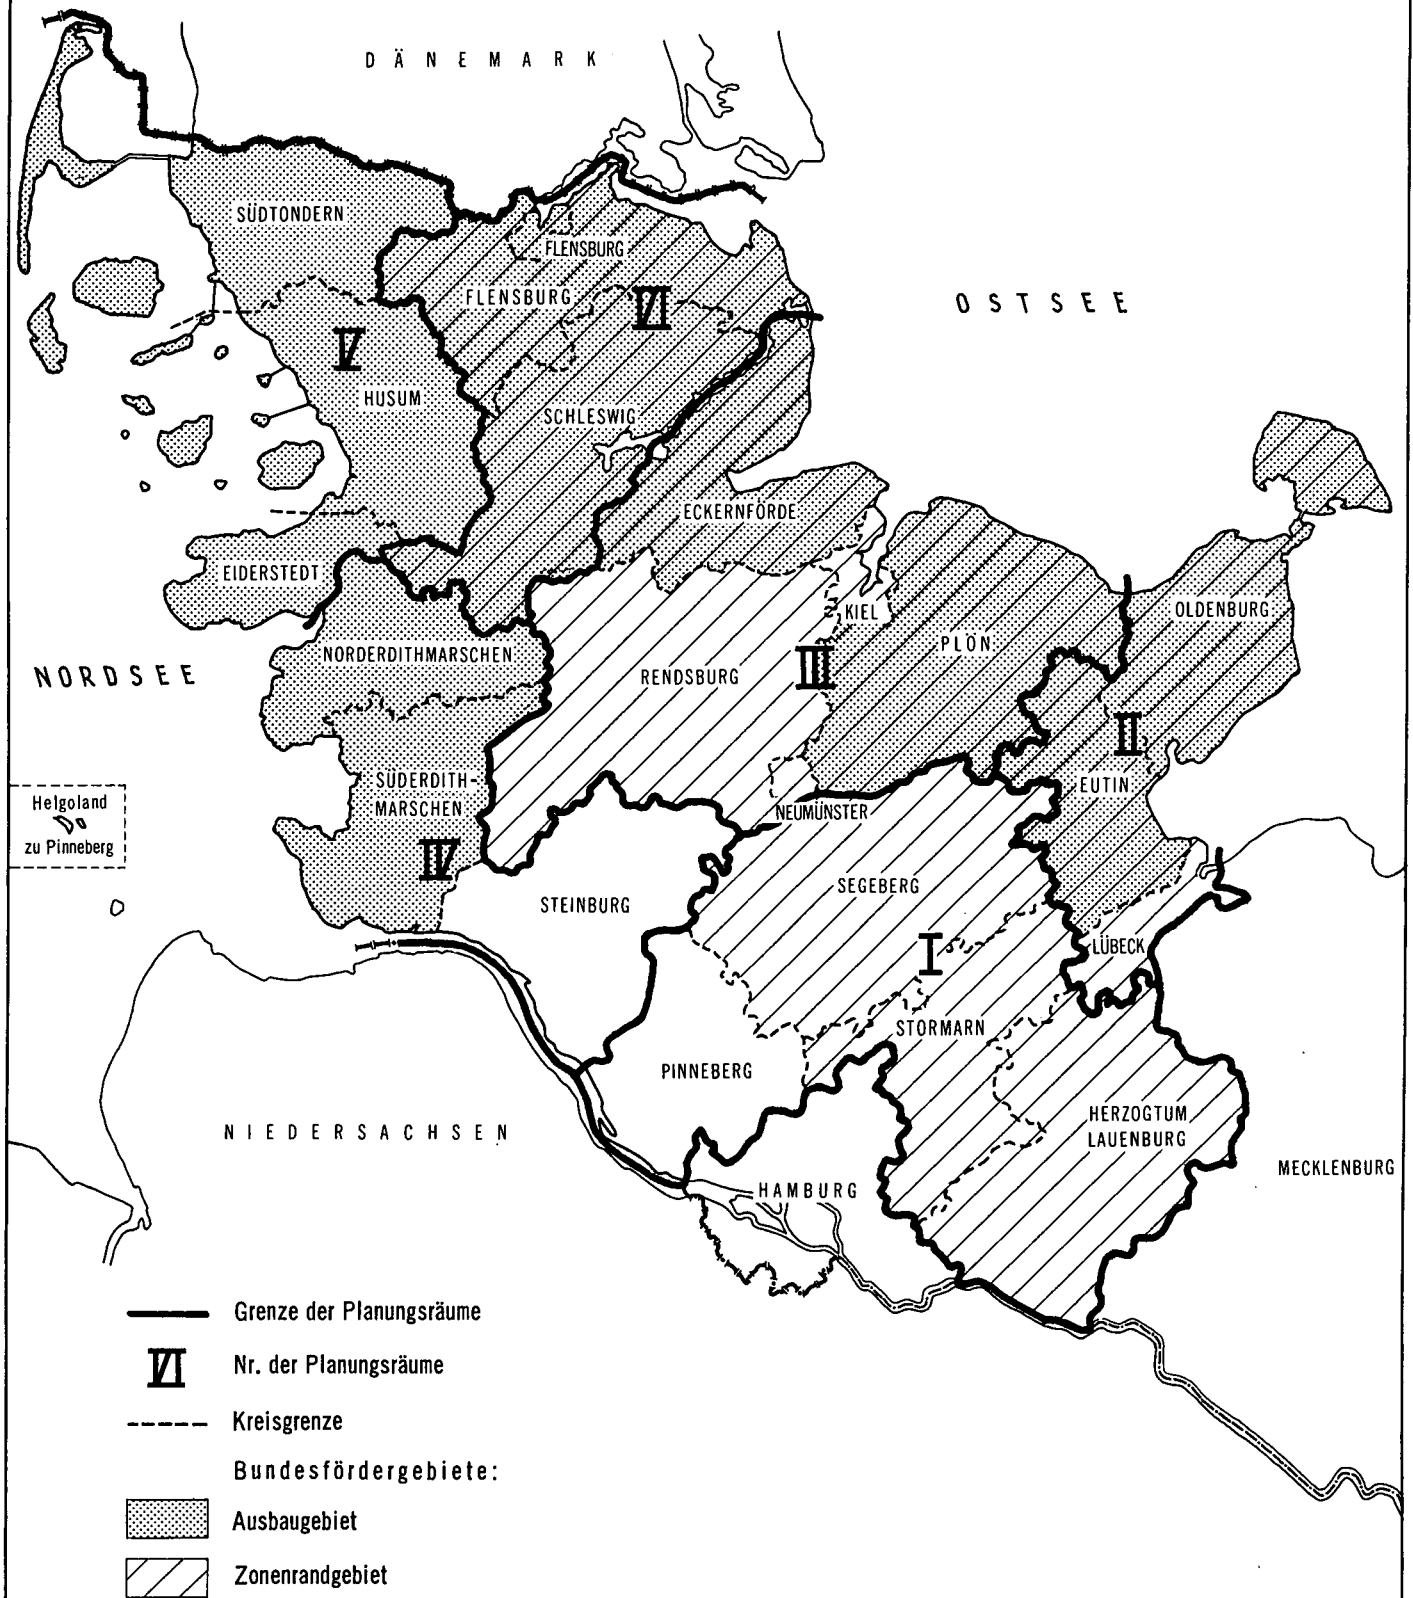 DÄNEMARK
SÜDTONDERN
FLENSBURG
FLENSBURG
VI
OSTSEE
V
HUSUM
SCHLESWIG
ECKERNFÖRDE
EIDERSTEDT
KIEL
OLDENBURG
NORDERDITHMARSCHEN
PLÖN
NORDSEE
RENDSBURG
III
II
SÜDERDITH-
MARSCHEN
EUTIN
Helgoland
zu Pinneberg
NEUMÜNSTER
IV
SEGEBERG
STEINBURG
I
LÜBECK
STORMARN
PINNEBERG
HERZOGTUM
LAUENBURG
NIEDERSACHSEN
MECKLENBURG
HAMBURG
Grenze der Planungsräume
VI
Nr. der Planungsräume
Kreisgrenze
Bundesfördergebiete:
Ausbaugebiet
Zonenrandgebiet